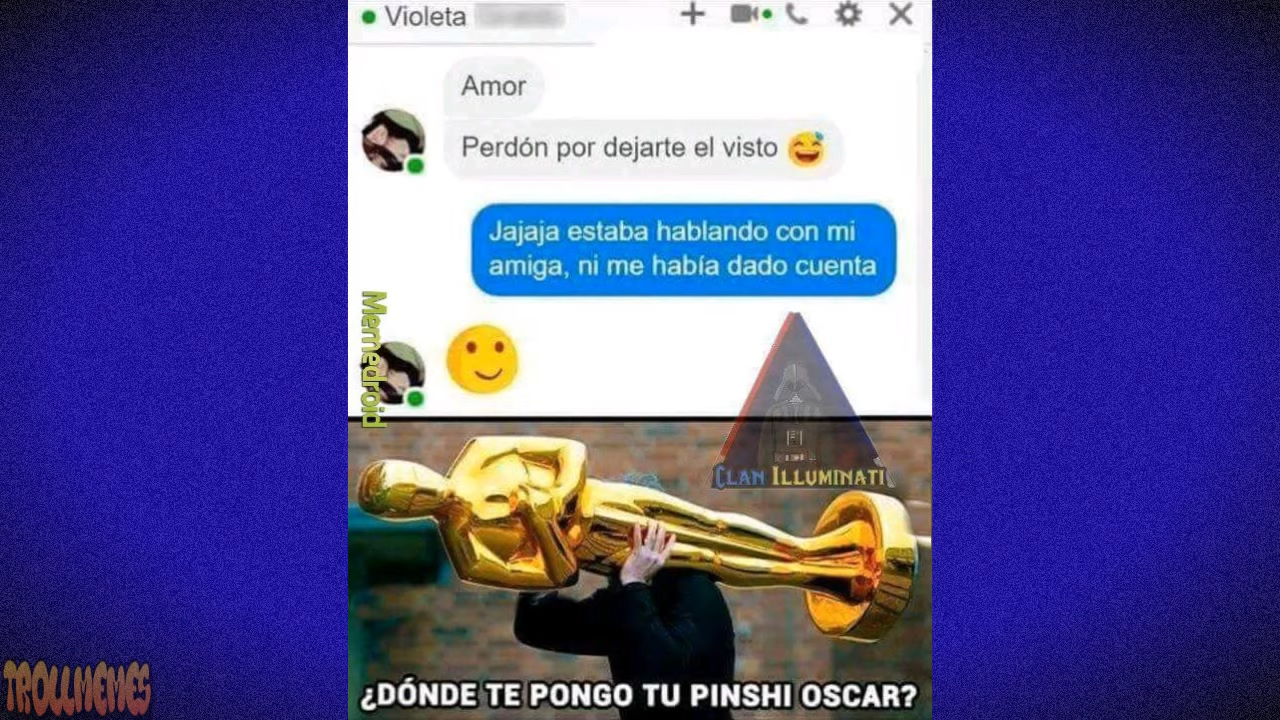 Violeta
Amor
Perdón por dejarte el visto 😅
Jajaja estaba hablando con mi
amiga, ni me había dado cuenta
🙂
Memedroid
CLAN ILLUMINATI
¿DÓNDE TE PONGO TU PINSHI OSCAR?
TROLLMEMES